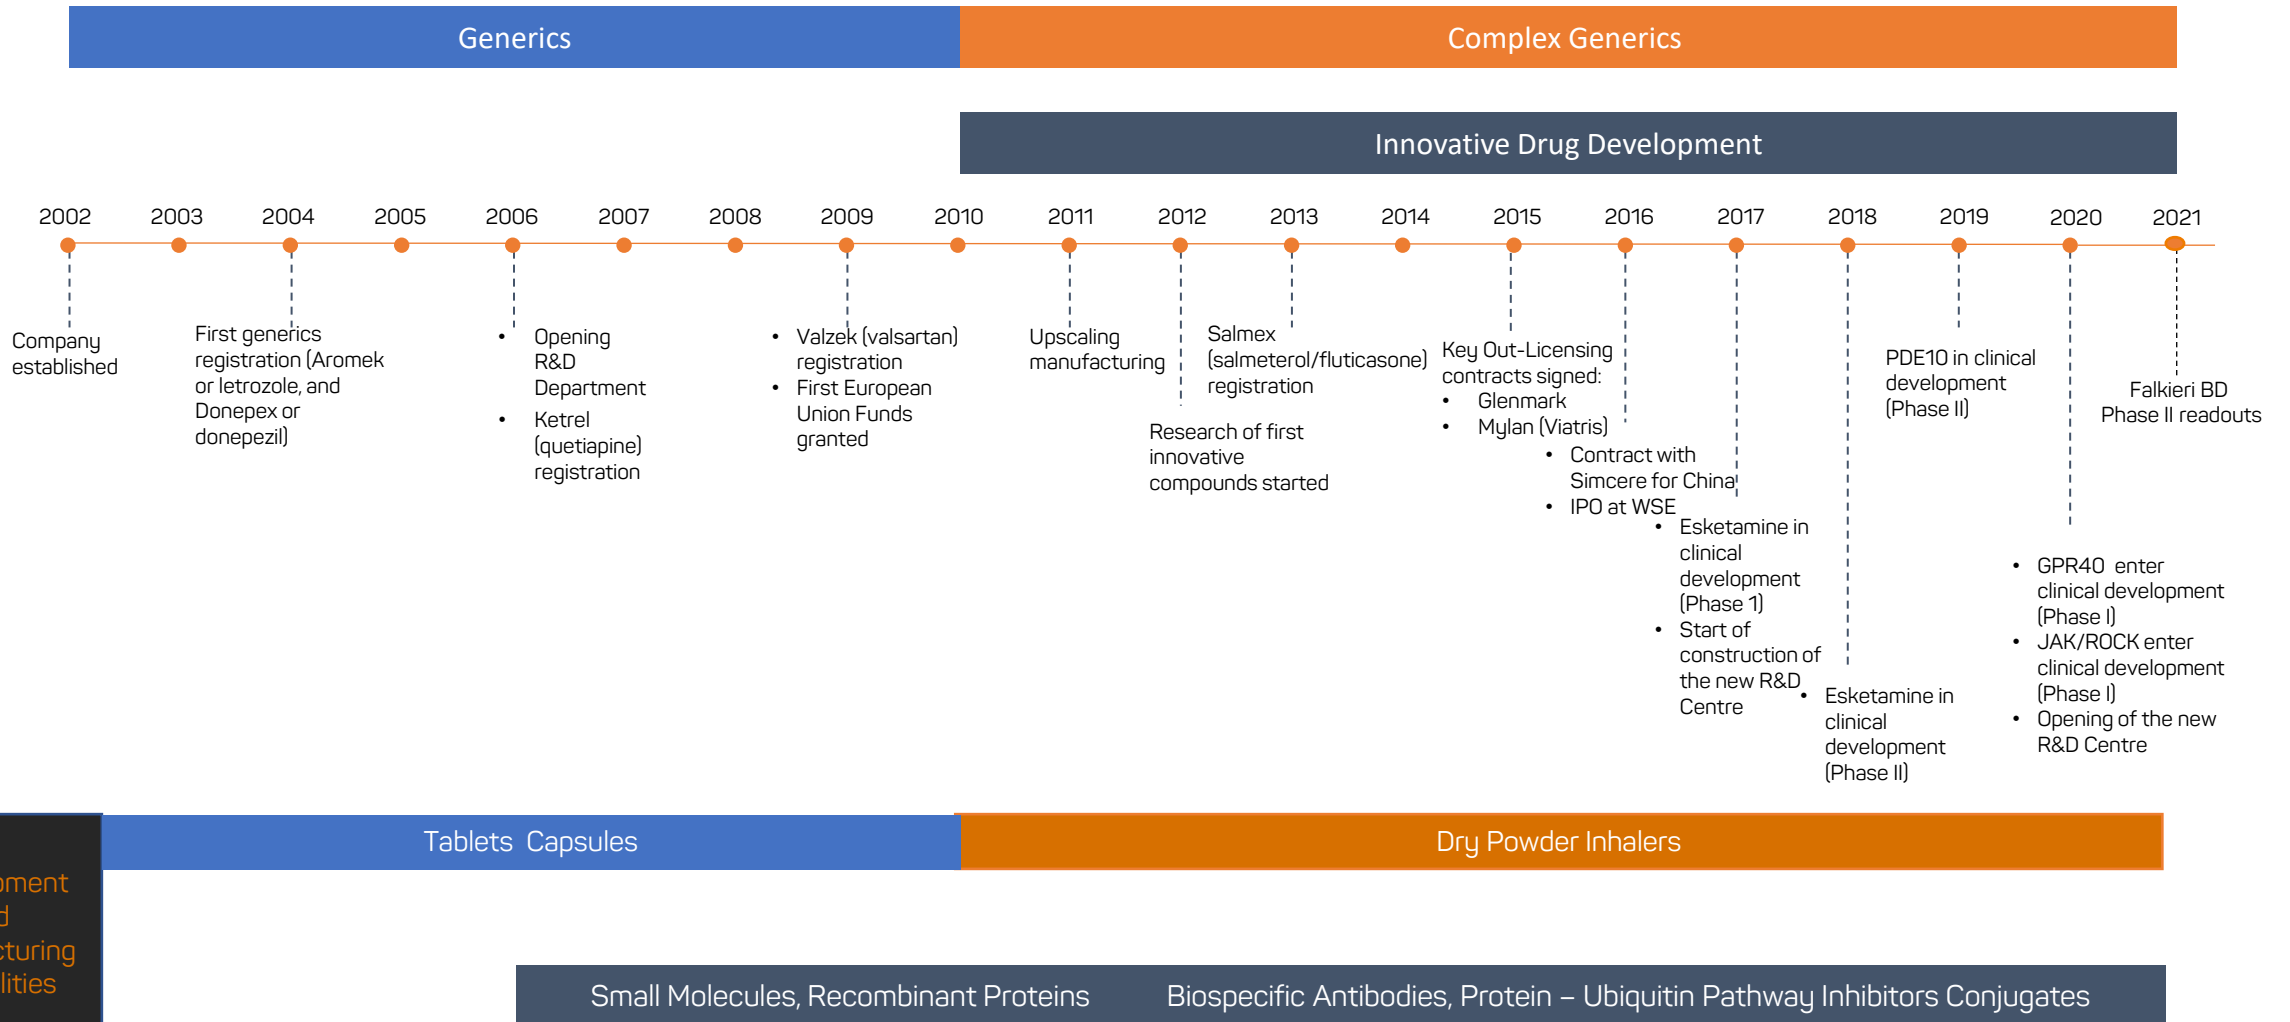 Generics
Complex Generics
Innovative Drug Development
2002
2003
2004
2005
2006
2007
2008
2009
2010
2011
2012
2013
2014
2015
2016
2017
2018
2019
2020
2021
Company
established
First generics
registration (Aromek
or letrozole, and
Donepex or
donepezil)
• Opening
R&D
Department
• Ketrel
(quetiapine)
registration
• Valzek (valsartan)
registration
• First European
Union Funds
granted
Upscaling
manufacturing
Research of first
innovative
compounds started
Salmex
(salmeterol/fluticasone)
registration
Key Out-Licensing
contracts signed:
• Glenmark
• Mylan (Viatris)
• Contract with
Simcere for China
• IPO at WSE
• Esketamine in
clinical
development
(Phase 1)
• Start of
construction of
the new R&D
Centre
• Esketamine in
clinical
development
(Phase II)
PDE10 in clinical
development
(Phase II)
• GPR40 enter
clinical development
(Phase I)
• JAK/ROCK enter
clinical development
(Phase I)
• Opening of the new
R&D Centre
Falkieri BD
Phase II readouts
Tablets Capsules
Dry Powder Inhalers
Small Molecules, Recombinant Proteins
Biospecific Antibodies, Protein – Ubiquitin Pathway Inhibitors Conjugates